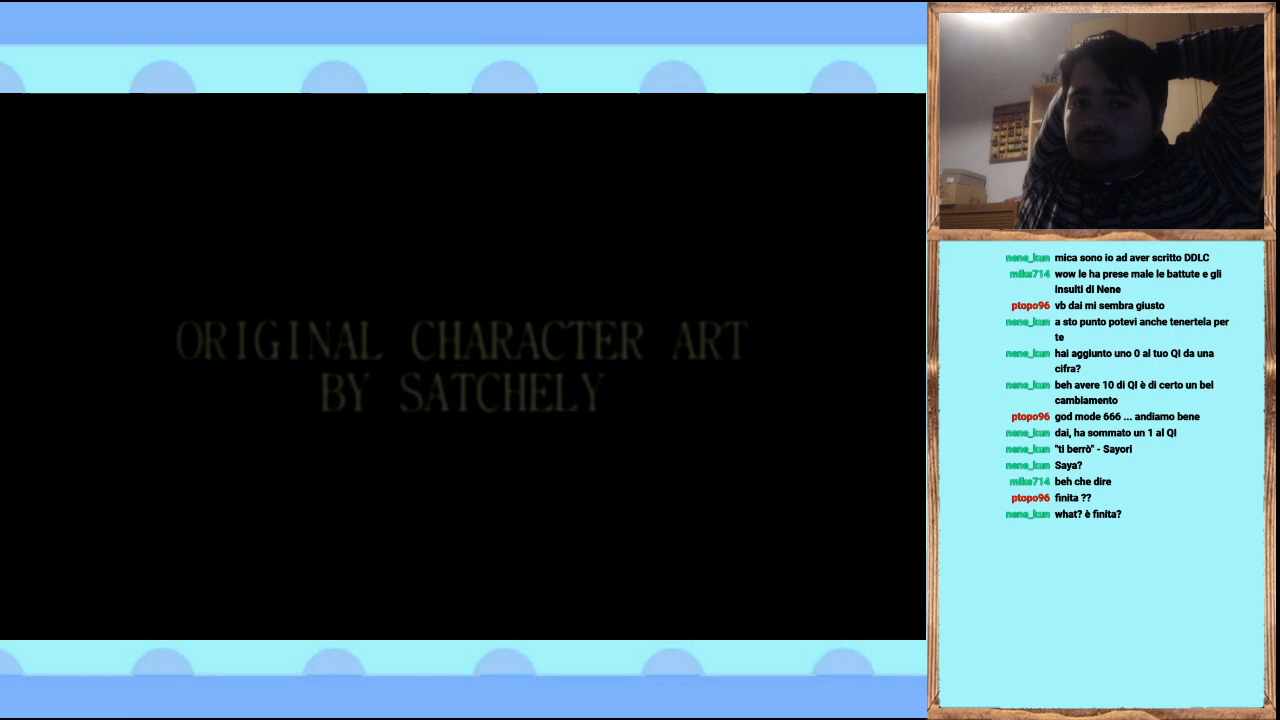 ORIGINAL CHARACTER ART
BY SATCHELY
nene_kun mica sono io ad aver scritto DDLC
mike714 wow le ha prese male le battute e gli
insulti di Nene
ptopo96 vb dai mi sembra giusto
nene_kun a sto punto potevi anche tenertela per
te
nene_kun hai aggiunto uno 0 al tuo QI da una
cifra?
nene_kun beh avere 10 di QI è di certo un bel
cambiamento
ptopo96 god mode 666 ... andiamo bene
nene_kun dai, ha sommato un 1 al QI
nene_kun "ti berrò" - Sayori
nene_kun Saya?
mike714 beh che dire
ptopo96 finita ??
nene_kun what? è finita?